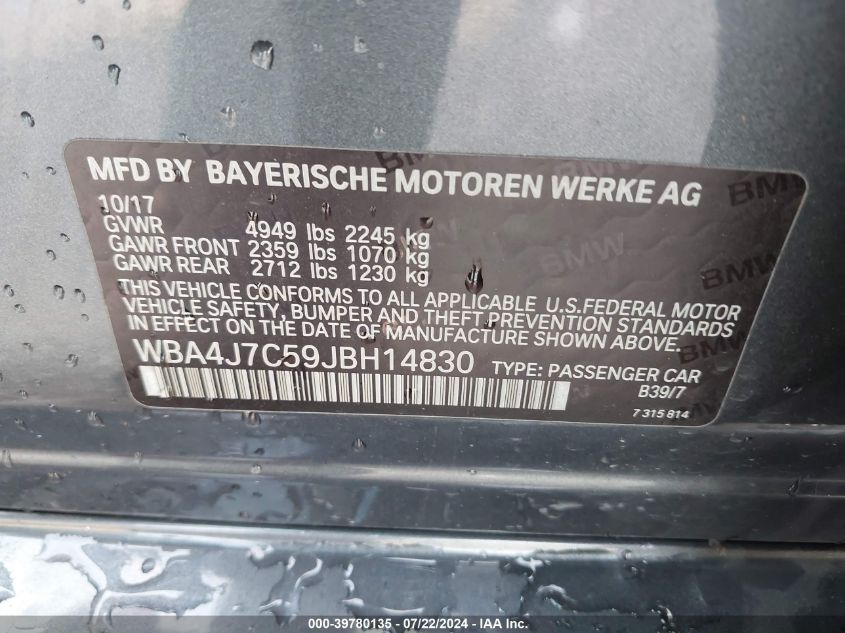 MFD BY BAYERISCHE MOTOREN WERKE AG
10/17
GVWR 4949 lbs 2245 kg
GAWR FRONT 2359 lbs 1070 kg
GAWR REAR 2712 lbs 1230 kg
THIS VEHICLE CONFORMS TO ALL APPLICABLE U.S.FEDERAL MOTOR
VEHICLE SAFETY, BUMPER AND THEFT PREVENTION STANDARDS
IN EFFECT ON THE DATE OF MANUFACTURE SHOWN ABOVE.
WBA4J7C59JBH14830 TYPE: PASSENGER CAR
B39/7
7 315 814
BMW
BMW
BMW
000-39780135 - 07/22/2024 - IAA Inc.